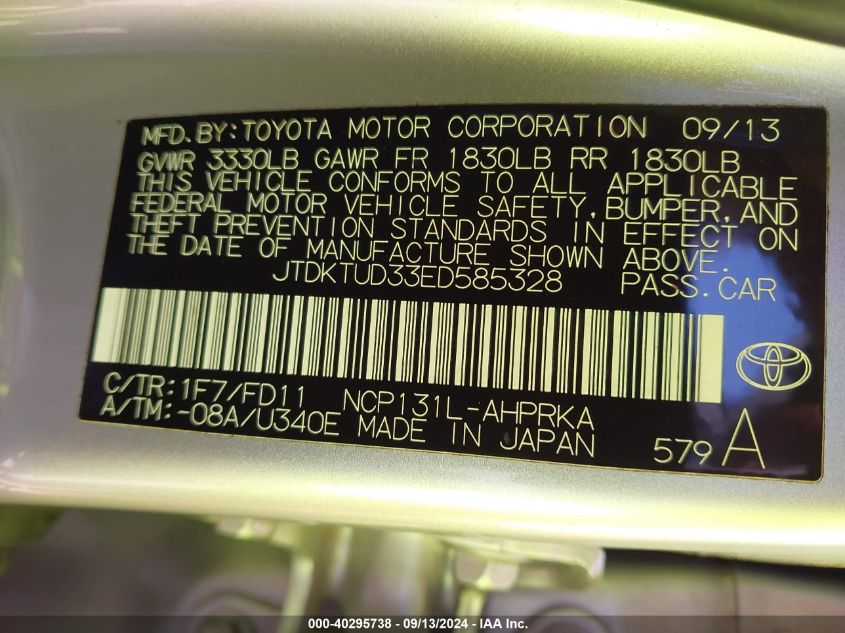 MFD.BY:TOYOTA MOTOR CORPORATION 09/13
GVWR 3330LB GAWR FR 1830LB RR 1830LB
THIS VEHICLE CONFORMS TO ALL APPLICABLE
FEDERAL MOTOR VEHICLE SAFETY, BUMPER, AND
THEFT PREVENTION STANDARDS IN EFFECT ON
THE DATE OF MANUFACTURE SHOWN ABOVE.
JTDKTUD33ED585328 PASS.CAR
C/TR: 1F7/FD11 NCP131L-AHPRKA
A/TM: -08A/U340E MADE IN JAPAN 579 A
000-40295738 - 09/13/2024 - IAA Inc.